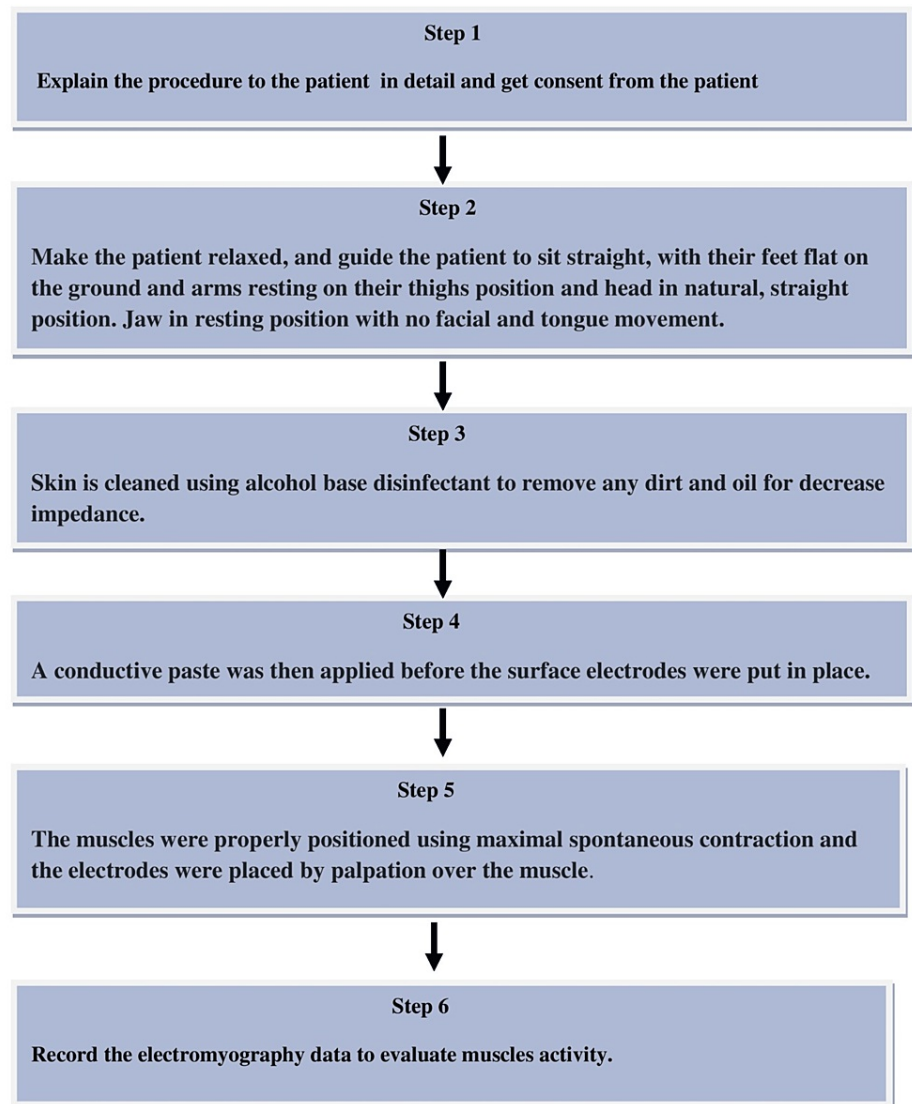 Step 1
Explain the procedure to the patient in detail and get consent from the patient
Step 2
Make the patient relaxed, and guide the patient to sit straight, with their feet flat on
the ground and arms resting on their thighs position and head in natural, straight
position. Jaw in resting position with no facial and tongue movement.
Step 3
Skin is cleaned using alcohol base disinfectant to remove any dirt and oil for decrease
impedance.
Step 4
A conductive paste was then applied before the surface electrodes were put in place.
Step 5
The muscles were properly positioned using maximal spontaneous contraction and
the electrodes were placed by palpation over the muscle.
Step 6
Record the electromyography data to evaluate muscles activity.